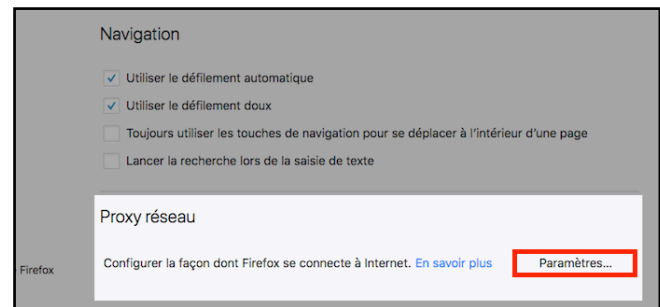 Navigation
Utiliser le défilement automatique
Utiliser le défilement doux
Toujours utiliser les touches de navigation pour se déplacer à l'intérieur d'une page
Lancer la recherche lors de la saisie de texte
Proxy réseau
Configurer la façon dont Firefox se connecte à Internet. En savoir plus
Paramètres...
Firefox